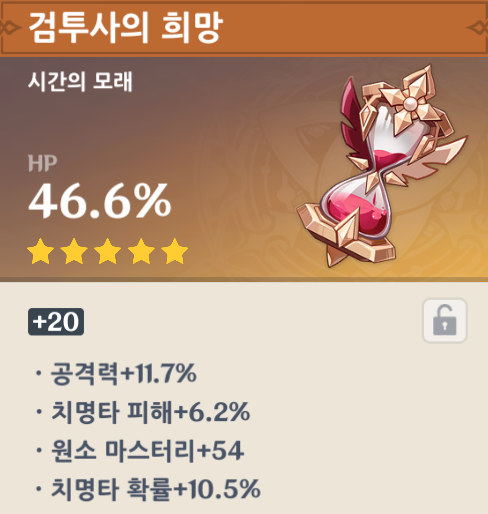 검투사의 희망
시간의 모래
HP
46.6%
+20
· 공격력+11.7%
· 치명타 피해+6.2%
· 원소 마스터리+54
· 치명타 확률+10.5%